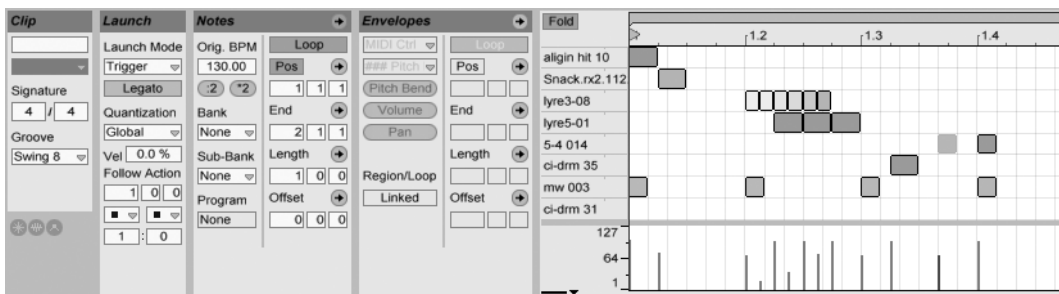 Clip
Signature
4 / 4
Groove
Swing 8
Launch
Launch Mode
Trigger
Legato
Quantization
Global
Vel 0.0 %
Follow Action
1 0 0
1 : 0
Notes
Orig. BPM
130.00
:2 *2
Bank
None
Sub-Bank
None
Program
None
Loop
Pos
1 1 1
End
2 1 1
Length
1 0 0
Offset
0 0 0
Envelopes
MIDI Ctrl
### Pitch
Pitch Bend
Volume
Pan
Region/Loop
Linked
Loop
Pos
End
Length
Offset
Fold
1.2 1.3 1.4
aligin hit 10
Snack.rx2.112
lyre3-08
lyre5-01
5-4 014
ci-drm 35
mw 003
ci-drm 31
127
64
1